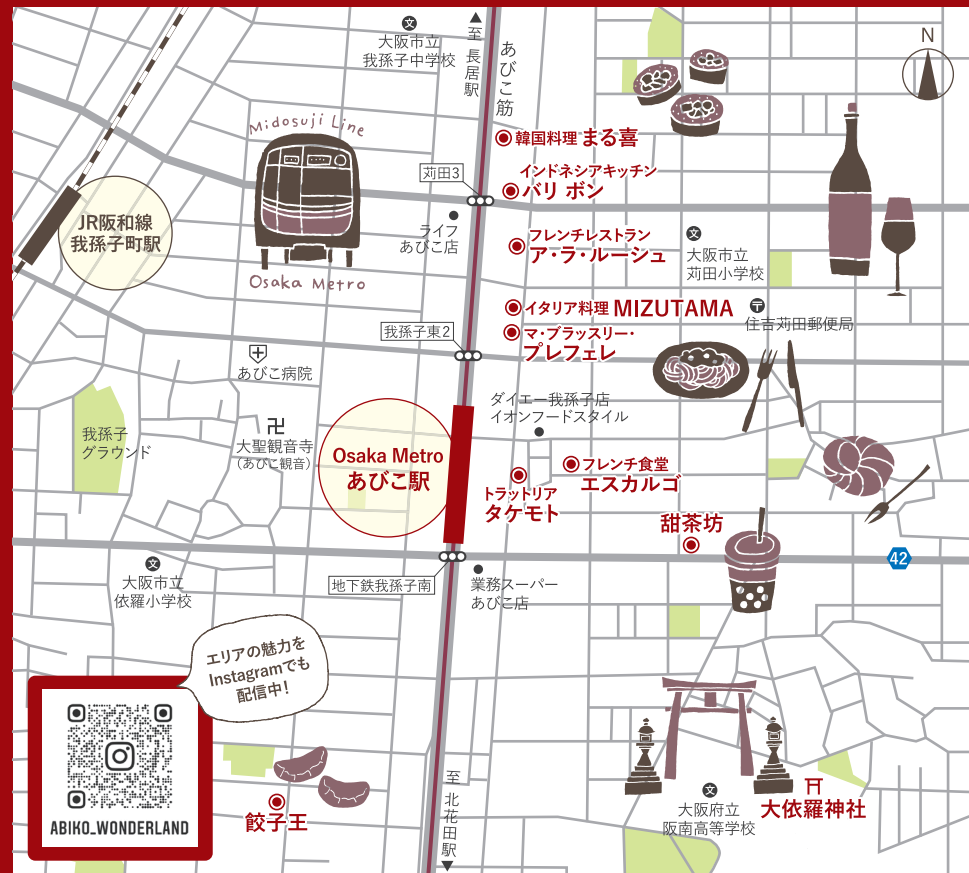 大阪市立
我孫子中学校
至 長居駅
あびこ筋
N
Midosuji Line
Osaka Metro
韓国料理 まる喜
苅田3
インドネシアキッチン
バリ ボン
JR阪和線
我孫子町駅
ライフ
あびこ店
フレンチレストラン
ア・ラ・ルーシュ
大阪市立
苅田小学校
イタリア料理 MIZUTAMA
住吉苅田郵便局
我孫子東2
マ・ブラッスリー・
プレフェレ
あびこ病院
ダイエー我孫子店
イオンフードスタイル
我孫子
グラウンド
大聖観音寺
(あびこ観音)
Osaka Metro
あびこ駅
フレンチ食堂
エスカルゴ
トラットリア
タケモト
甜茶坊
42
大阪市立
依羅小学校
地下鉄我孫子南
業務スーパー
あびこ店
エリアの魅力を
Instagramでも
配信中!
ABIKO_WONDERLAND
餃子王
至 北花田駅
大阪府立
阪南高等学校
大依羅神社